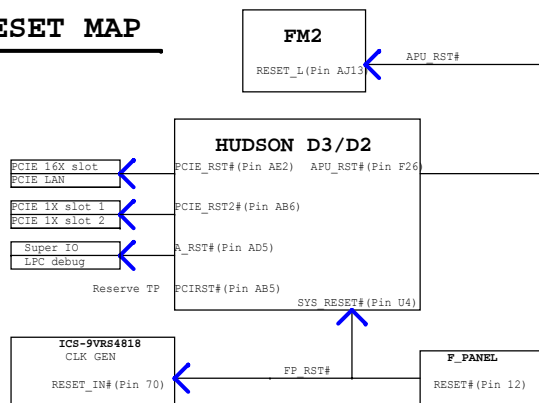 ESET MAP
FM2
RESET_L(Pin AJ13)
APU_RST#
HUDSON D3/D2
PCIE 16X slot
PCIE LAN
PCIE_RST#(Pin AE2)
APU_RST#(Pin F26)
PCIE 1X slot 1
PCIE 1X slot 2
PCIE_RST2#(Pin AB6)
Super IO
LPC debug
A_RST#(Pin AD5)
Reserve TP
PCIRST#(Pin AB5)
SYS_RESET#(Pin U4)
ICS-9VRS4818
CLK GEN
RESET_IN#(Pin 70)
FP_RST#
F_PANEL
RESET#(Pin 12)